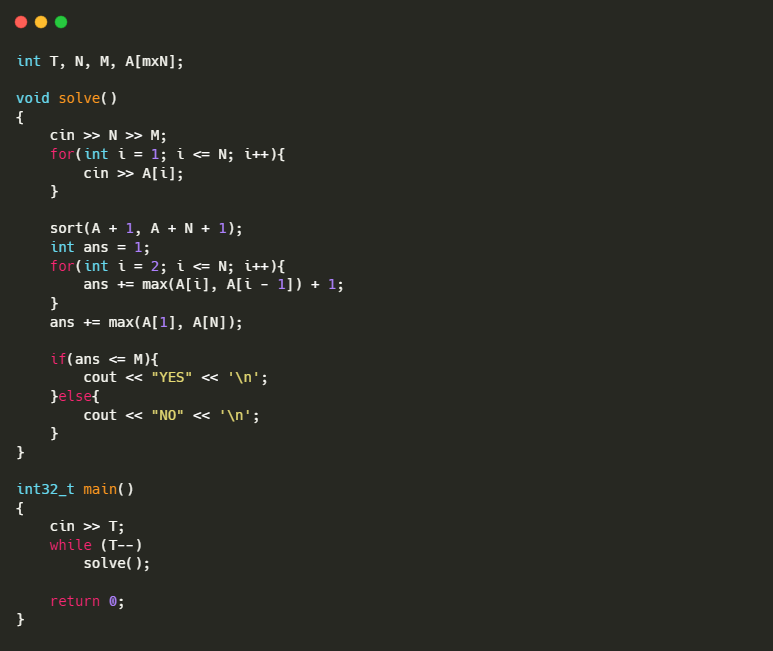 int T, N, M, A[mxN];

void solve()
{
    cin >> N >> M;
    for(int i = 1; i <= N; i++){
        cin >> A[i];
    }

    sort(A + 1, A + N + 1);
    int ans = 1;
    for(int i = 2; i <= N; i++){
        ans += max(A[i], A[i - 1]) + 1;
    }
    ans += max(A[1], A[N]);

    if(ans <= M){
        cout << "YES" << '\n';
    }else{
        cout << "NO" << '\n';
    }
}

int32_t main()
{
    cin >> T;
    while (T--)
        solve();

    return 0;
}